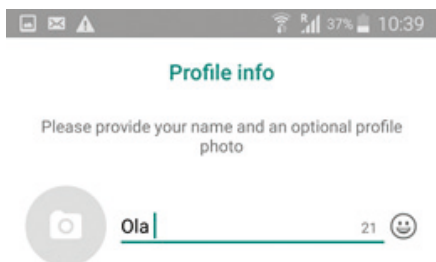 R 37% 10:39
Profile info
Please provide your name and an optional profile
photo
Ola 21